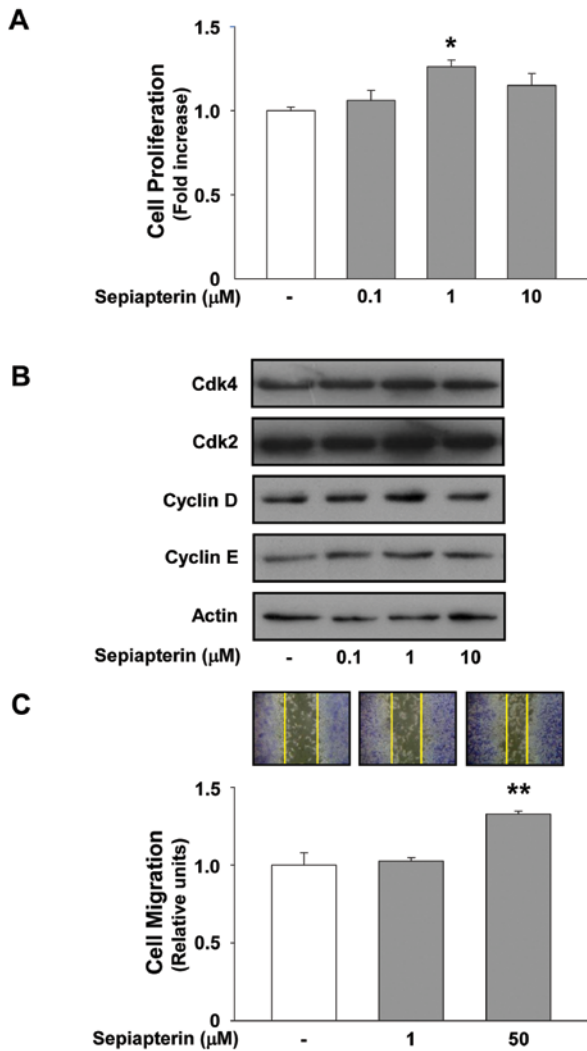 A
Cell Proliferation
(Fold increase)
1.5
*
1.0
0.5
0
Sepiapterin (μM) - 0.1 1 10
B
Cdk4
Cdk2
Cyclin D
Cyclin E
Actin
Sepiapterin (μM) - 0.1 1 10
C
Cell Migration
(Relative units)
1.5
**
1.0
0.5
0
Sepiapterin (μM) - 1 50